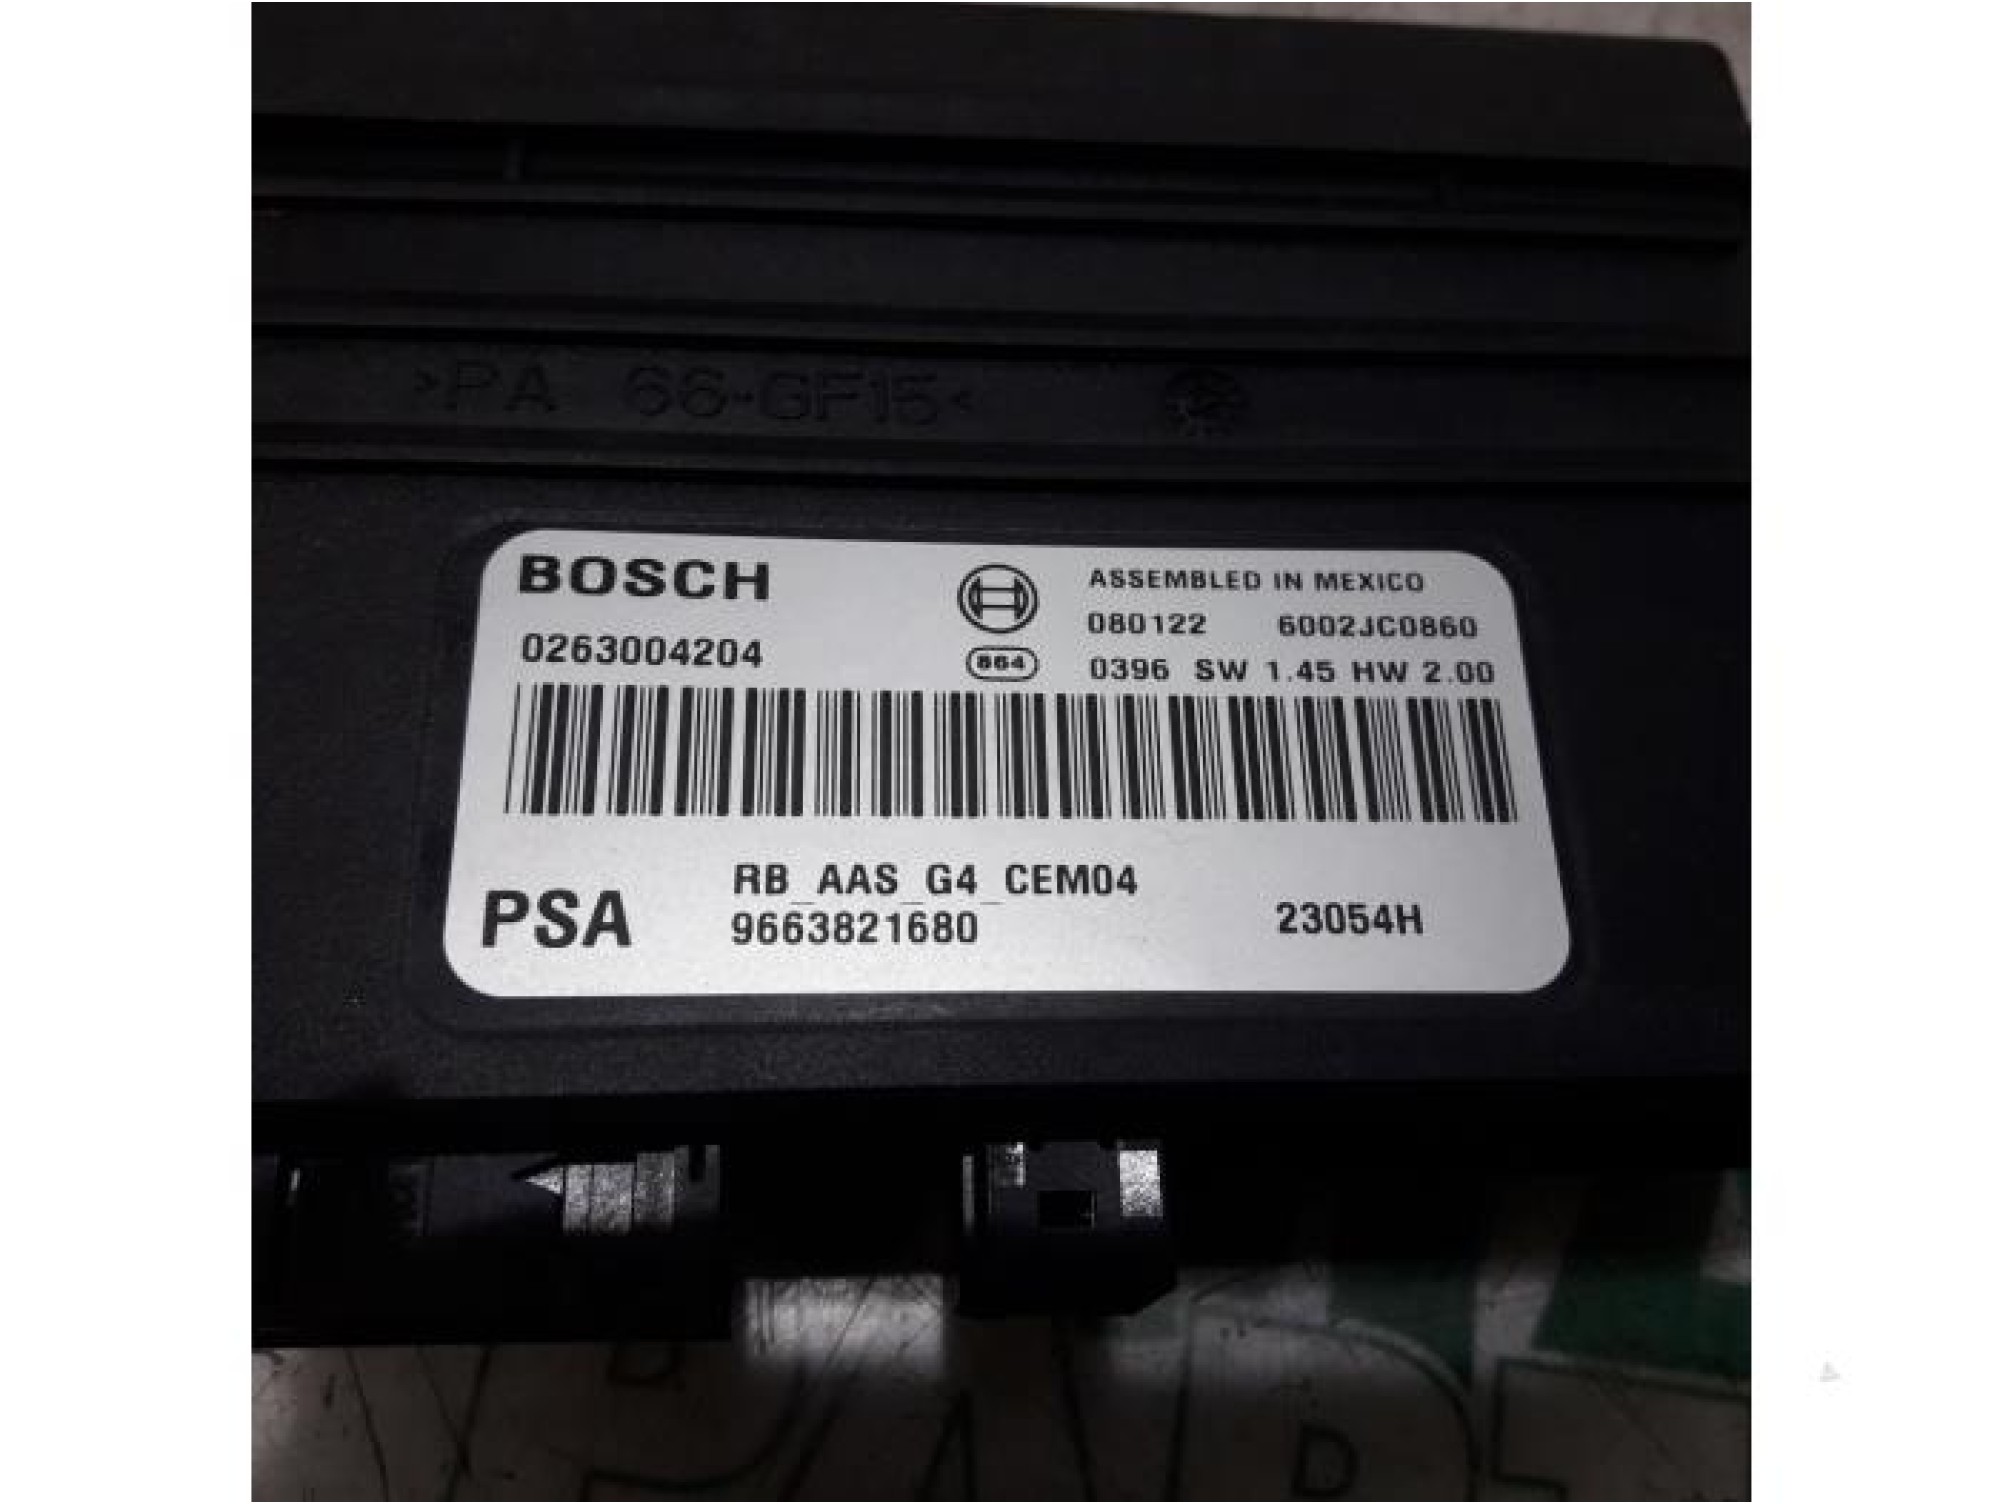 >PA 66-GF15<
BOSCH
ASSEMBLED IN MEXICO
080122 6002JC0860
0263004204
864
0396 SW 1.45 HW 2.00
RB_AAS_G4_CEM04
PSA
9663821680
23054H